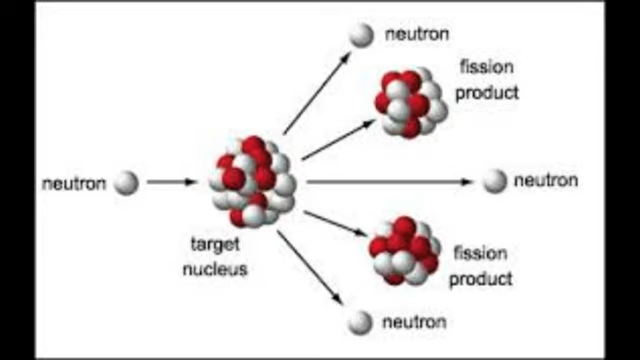 neutron
fission
product
neutron
neutron
target
nucleus
fission
product
neutron